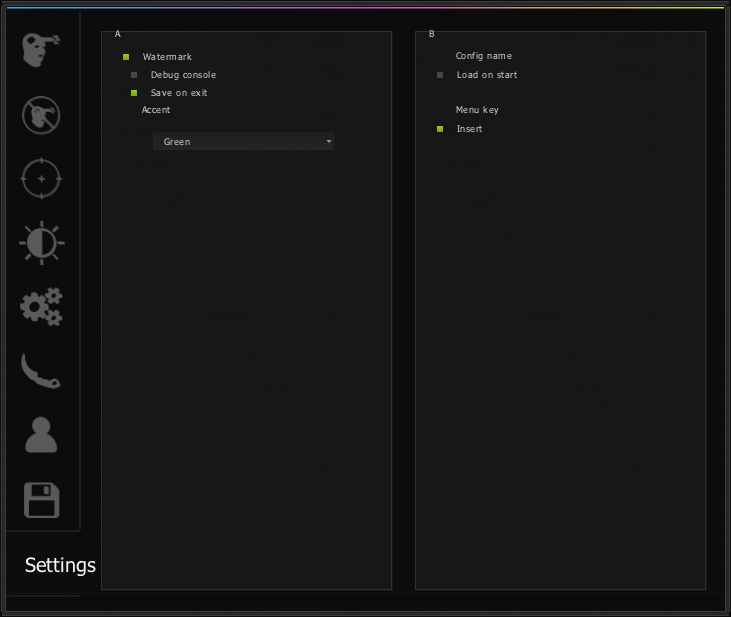 A
Watermark
Debug console
Save on exit
Accent
Green
B
Config name
Load on start
Menu key
Insert
Settings